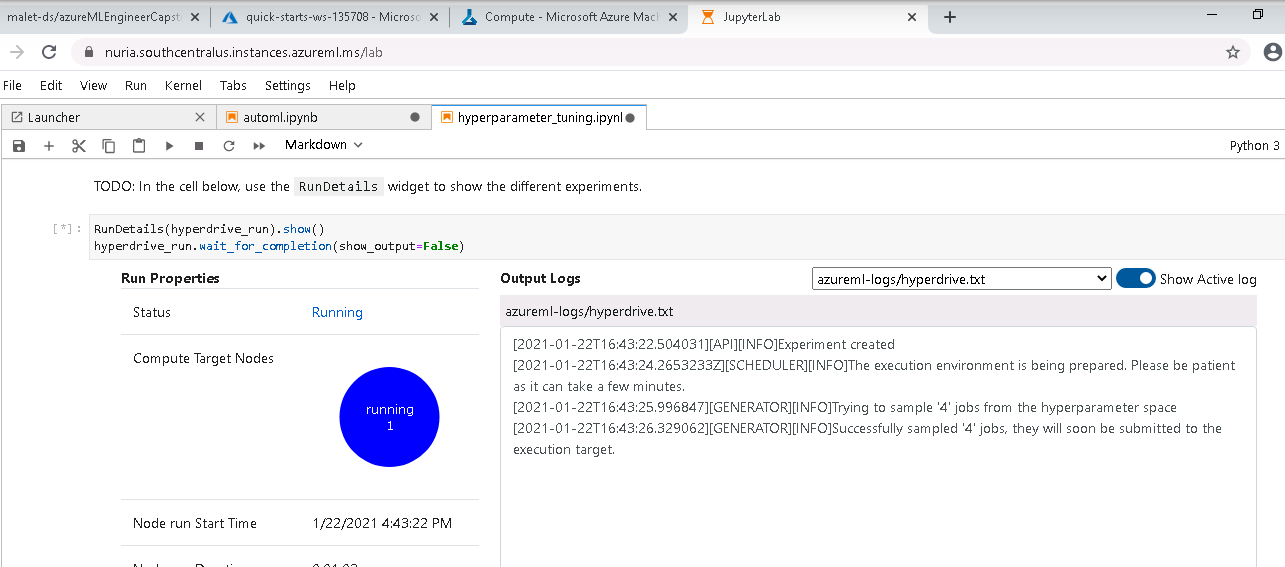 malet-ds/azureMLEngineerCapst
quick-starts-ws-135708 - Microso
Compute - Microsoft Azure Mac
JupyterLab
nuria.southcentralus.instances.azureml.ms/lab
File Edit View Run Kernel Tabs Settings Help
Launcher
automl.ipynb
hyperparameter_tuning.ipynl
Markdown
Python 3
TODO: In the cell below, use the RunDetails widget to show the different experiments.
[*]:
RunDetails(hyperdrive_run).show()
hyperdrive_run.wait_for_completion(show_output=False)
Run Properties
Status Running
Compute Target Nodes
running
1
Node run Start Time 1/22/2021 4:43:22 PM
Output Logs
azureml-logs/hyperdrive.txt
Show Active log
azureml-logs/hyperdrive.txt
[2021-01-22T16:43:22.504031][API][INFO]Experiment created
[2021-01-22T16:43:24.2653233Z][SCHEDULER][INFO]The execution environment is being prepared. Please be patient
as it can take a few minutes.
[2021-01-22T16:43:25.996847][GENERATOR][INFO]Trying to sample '4' jobs from the hyperparameter space
[2021-01-22T16:43:26.329062][GENERATOR][INFO]Successfully sampled '4' jobs, they will soon be submitted to the
execution target.